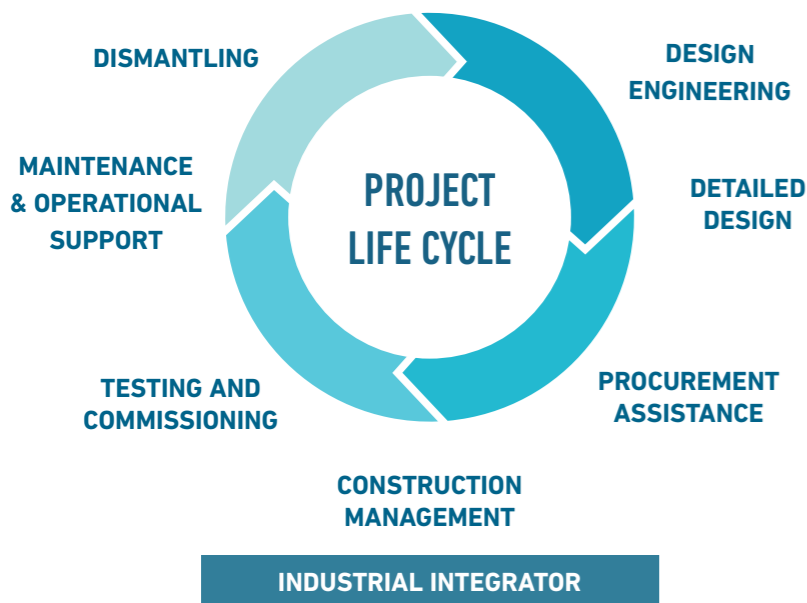 PROJECT
LIFE CYCLE
DESIGN
ENGINEERING
DETAILED
DESIGN
PROCUREMENT
ASSISTANCE
CONSTRUCTION
MANAGEMENT
TESTING AND
COMMISSIONING
MAINTENANCE
& OPERATIONAL
SUPPORT
DISMANTLING
INDUSTRIAL INTEGRATOR